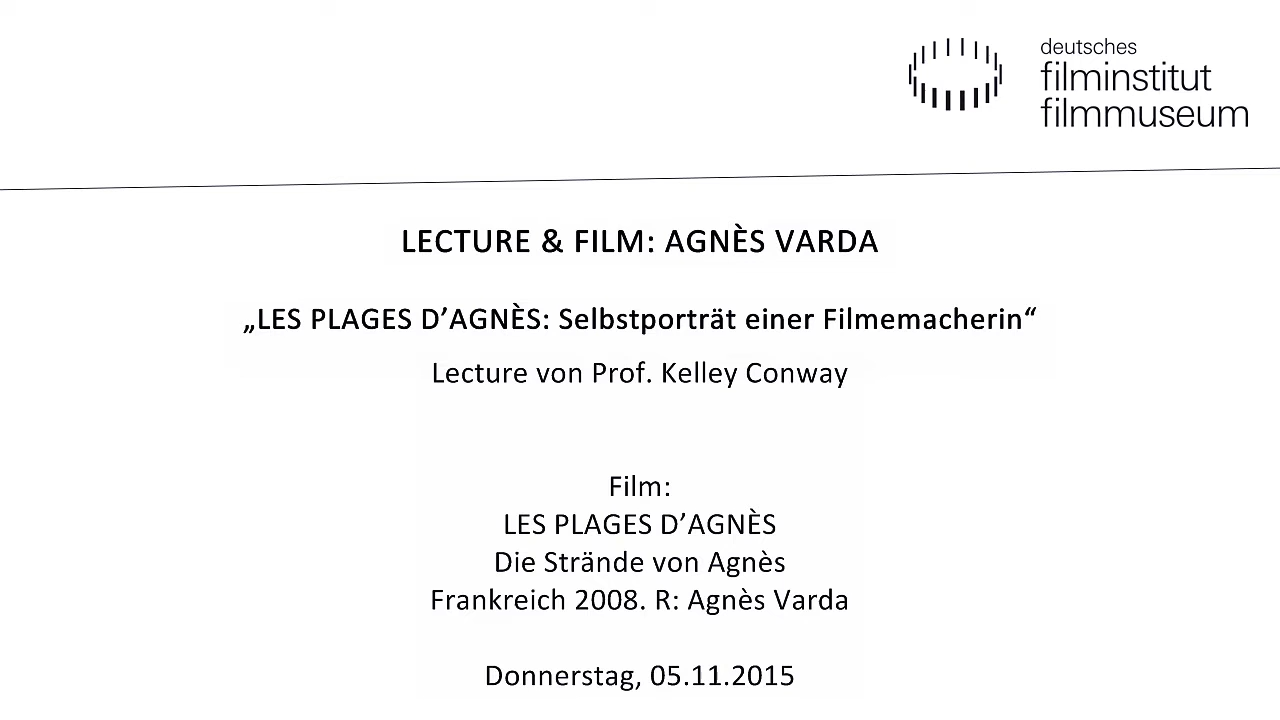 deutsches
filminstitut
filmmuseum
LECTURE & FILM: AGNÈS VARDA
„LES PLAGES D’AGNÈS: Selbstporträt einer Filmemacherin“
Lecture von Prof. Kelley Conway
Film:
LES PLAGES D’AGNÈS
Die Strände von Agnès
Frankreich 2008. R: Agnès Varda
Donnerstag, 05.11.2015